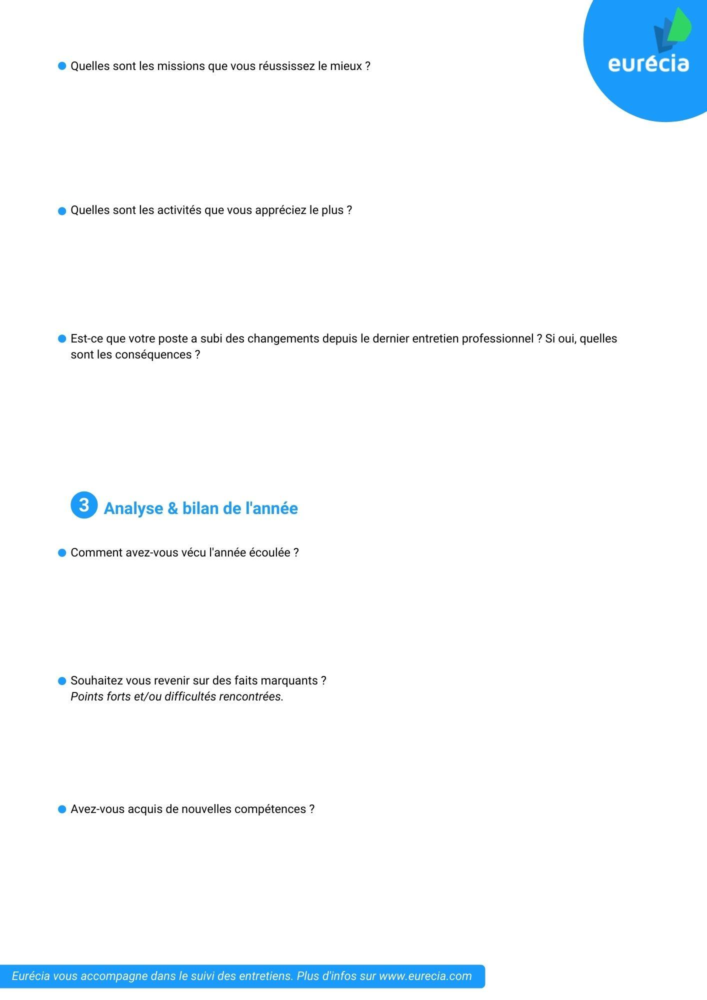 eurécia
Quelles sont les missions que vous réussissez le mieux ?
Quelles sont les activités que vous appréciez le plus ?
Est-ce que votre poste a subi des changements depuis le dernier entretien professionnel ? Si oui, quelles
sont les conséquences ?
3 Analyse & bilan de l'année
Comment avez-vous vécu l'année écoulée ?
Souhaitez vous revenir sur des faits marquants ?
Points forts et/ou difficultés rencontrées.
Avez-vous acquis de nouvelles compétences ?
Eurécia vous accompagne dans le suivi des entretiens. Plus d'infos sur www.eurecia.com